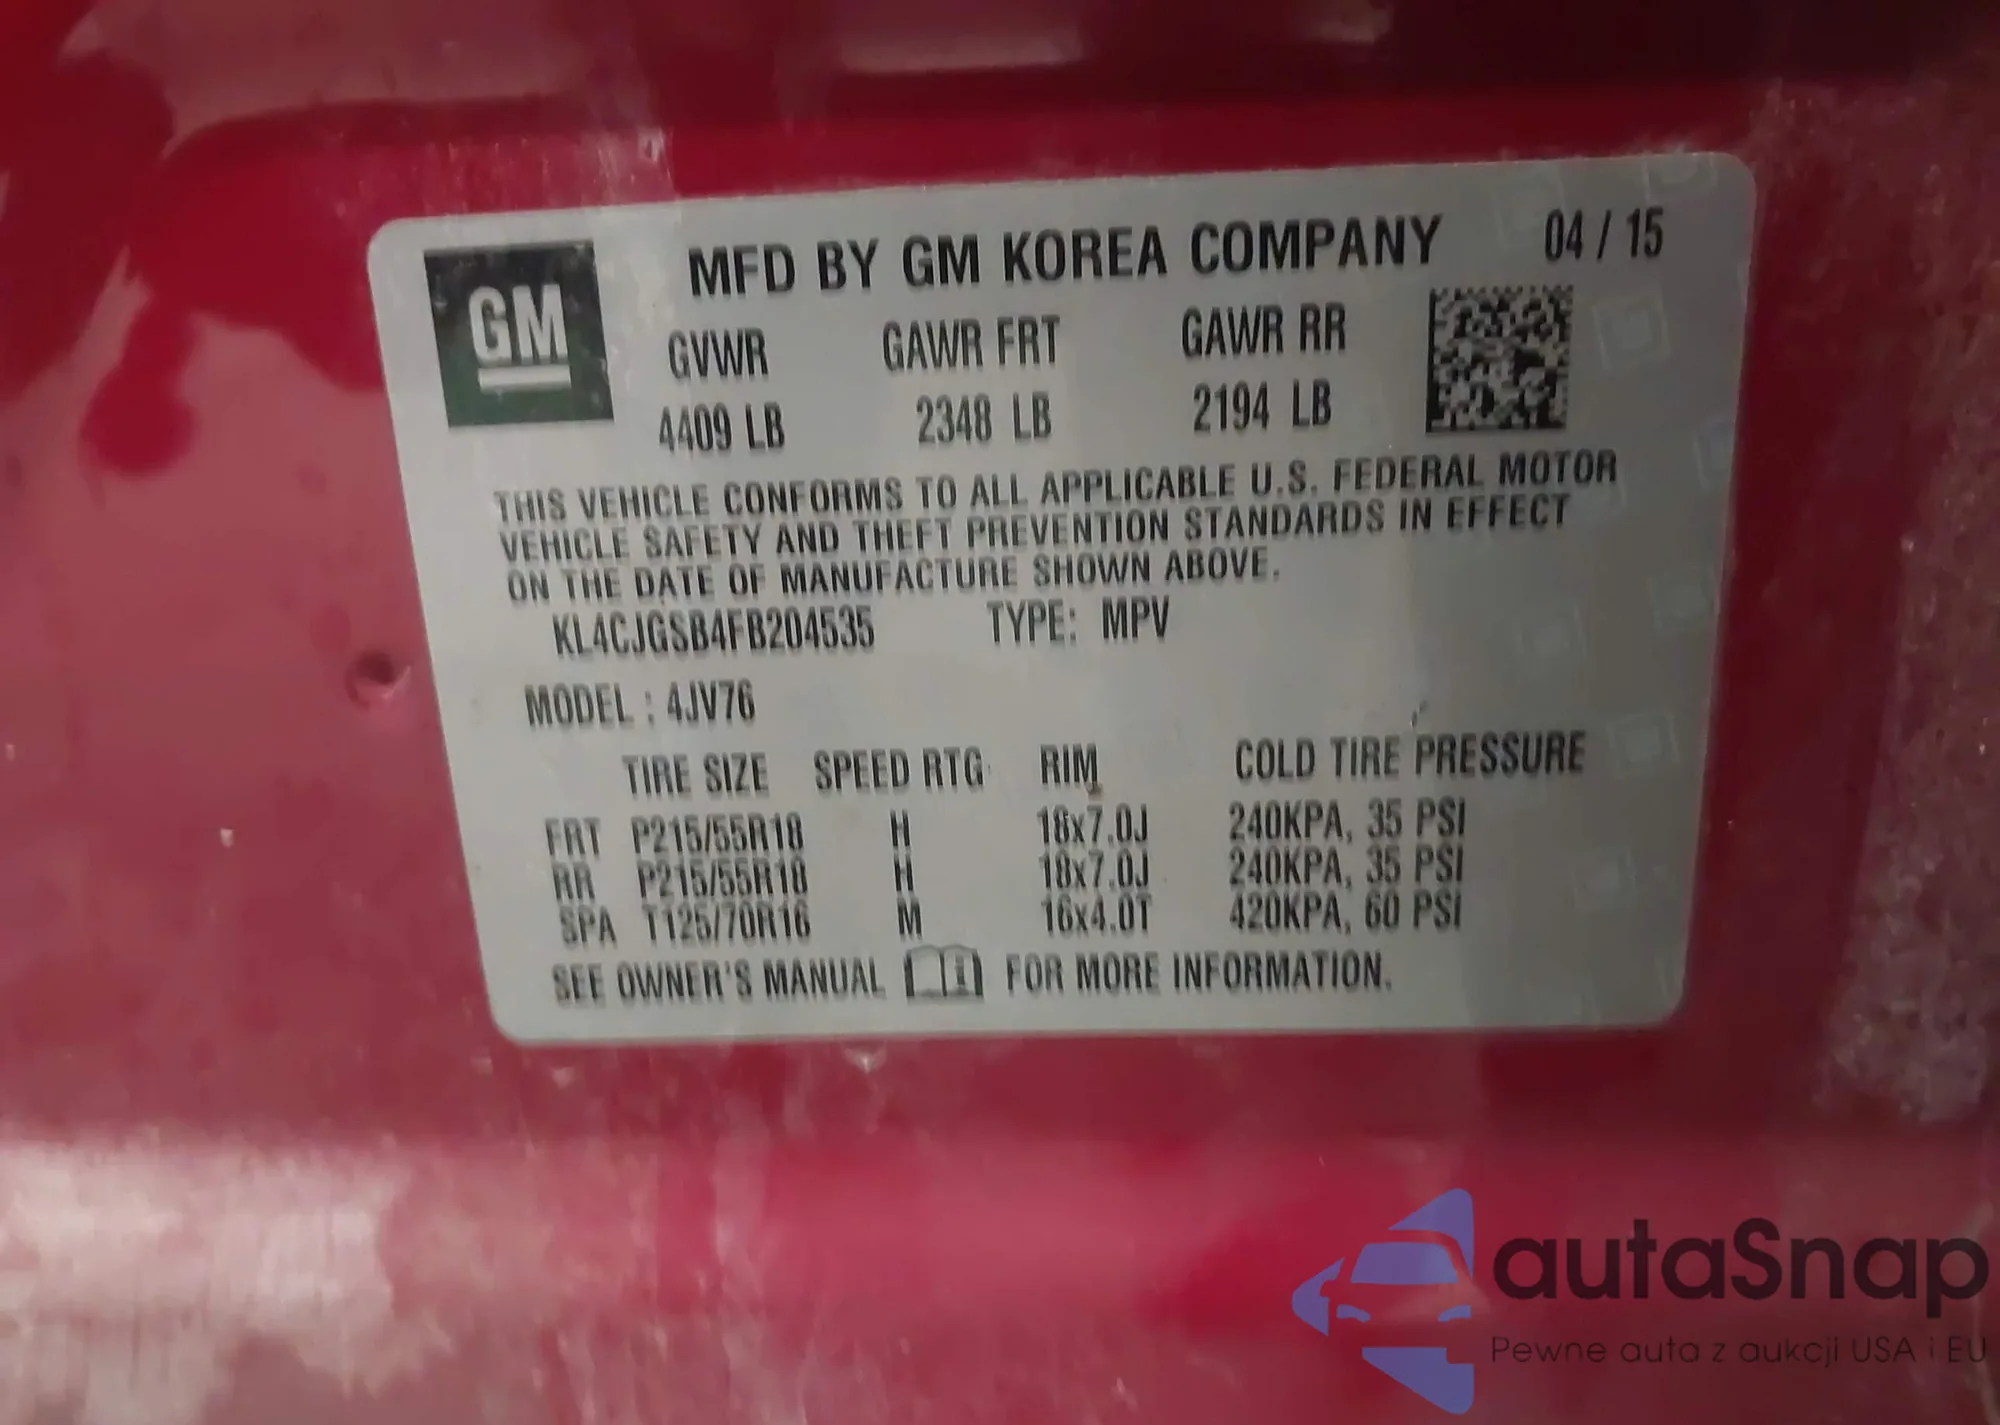 GM
MFD BY GM KOREA COMPANY 04 / 15
GVWR GAWR FRT GAWR RR
4409 LB 2348 LB 2194 LB
THIS VEHICLE CONFORMS TO ALL APPLICABLE U.S. FEDERAL MOTOR
VEHICLE SAFETY AND THEFT PREVENTION STANDARDS IN EFFECT
ON THE DATE OF MANUFACTURE SHOWN ABOVE.
KL4CJGSB4FB204535 TYPE: MPV
MODEL : 4JV76
TIRE SIZE SPEED RTG RIM COLD TIRE PRESSURE
FRT P215/55R18 H 18x7.0J 240KPA, 35 PSI
RR P215/55R18 H 18x7.0J 240KPA, 35 PSI
SPA T125/70R16 M 16x4.0T 420KPA, 60 PSI
SEE OWNER'S MANUAL FOR MORE INFORMATION.
autaSnap
Pewne auta z aukcji USA i EU